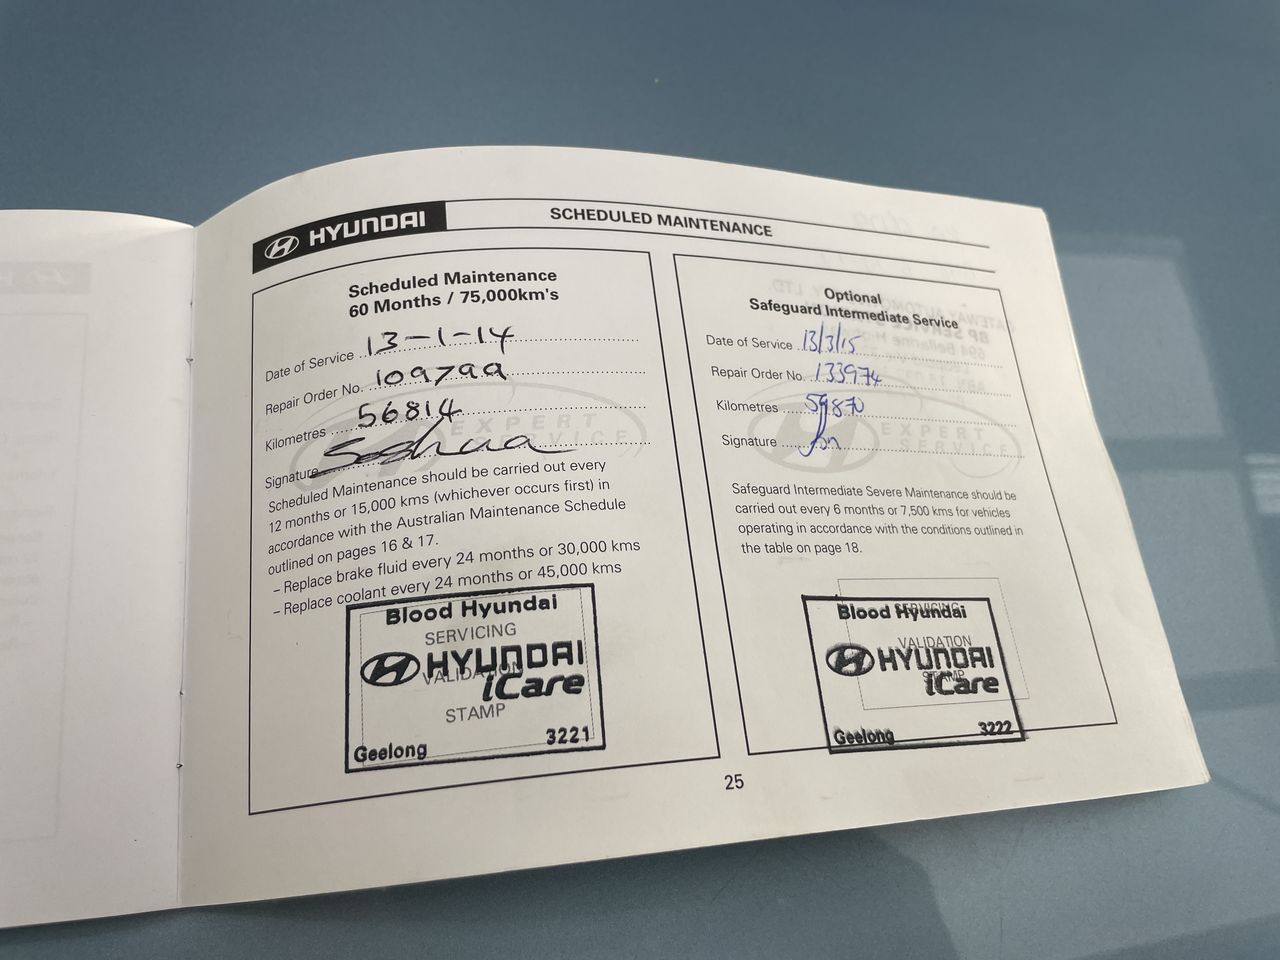 HYUNDAI
SCHEDULED MAINTENANCE
Scheduled Maintenance
60 Months / 75,000km's
Date of Service 13-1-14
Repair Order No. 109799
Kilometres 56814
Signature
EXPERT
SERVICE
Scheduled Maintenance should be carried out every
12 months or 15,000 kms (whichever occurs first) in
accordance with the Australian Maintenance Schedule
outlined on pages 16 & 17.
– Replace brake fluid every 24 months or 30,000 kms
– Replace coolant every 24 months or 45,000 kms
Blood Hyundai
SERVICING
HYUNDAI
VALIDATION
iCare
STAMP
Geelong 3221
Optional
Safeguard Intermediate Service
Date of Service 13/3/15
Repair Order No. 133974
Kilometres 59870
Signature
EXPERT
SERVICE
Safeguard Intermediate Severe Maintenance should be
carried out every 6 months or 7,500 kms for vehicles
operating in accordance with the conditions outlined in
the table on page 18.
Blood Hyundai
SERVICING
VALIDATION
HYUNDAI
STAMP
iCare
Geelong 3222
25